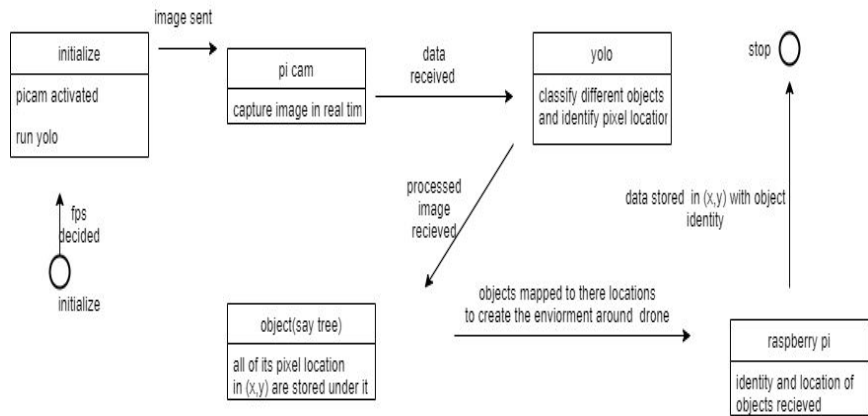 image sent
initialize
picam activated
run yolo
fps
decided
initialize
pi cam
capture image in real tim
data
received
yolo
classify different objects
and identify pixel location
processed
image
recieved
object(say tree)
all of its pixel location
in (x,y) are stored under it
objects mapped to there locations
to create the enviorment around drone
raspberry pi
identity and location of
objects recieved
data stored in (x,y) with object
identity
stop